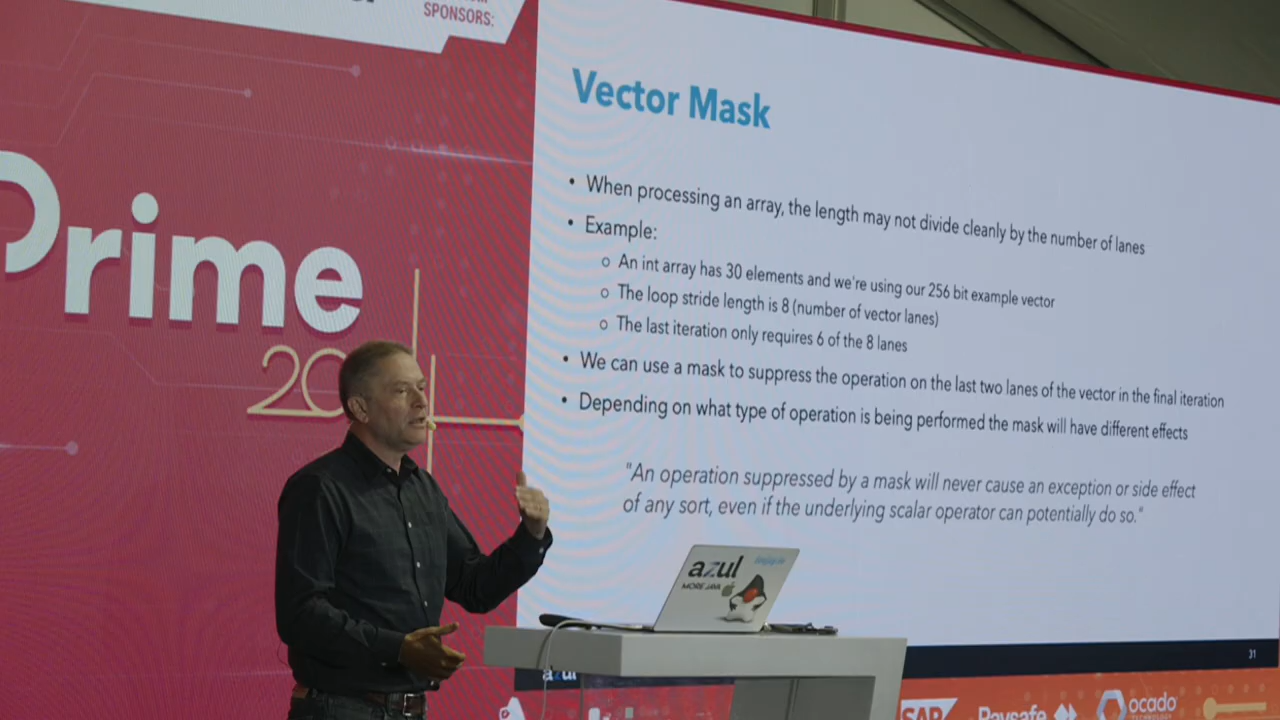 SPONSORS:
Prime
20
Vector Mask
• When processing an array, the length may not divide cleanly by the number of lanes
• Example:
o An int array has 30 elements and we're using our 256 bit example vector
o The loop stride length is 8 (number of vector lanes)
o The last iteration only requires 6 of the 8 lanes
• We can use a mask to suppress the operation on the last two lanes of the vector in the final iteration
• Depending on what type of operation is being performed the mask will have different effects
"An operation suppressed by a mask will never cause an exception or side effect
of any sort, even if the underlying scalar operator can potentially do so."
azul
MORE JAVA
31
azul
SAP
Paysafe
ocado
TECHNOLOGY